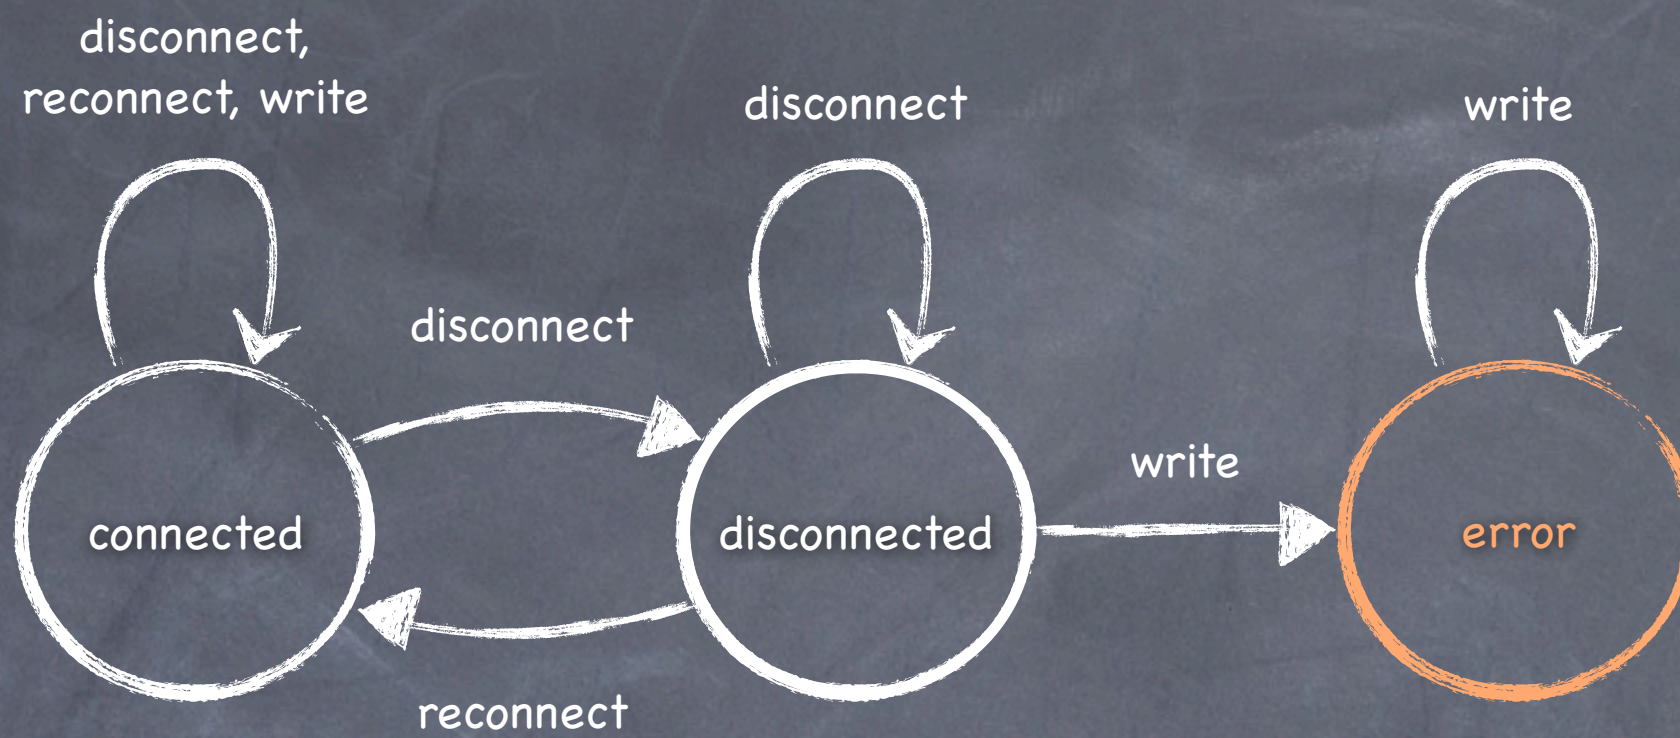 disconnect,
reconnect, write
disconnect
write
disconnect
write
connected
disconnected
error
reconnect